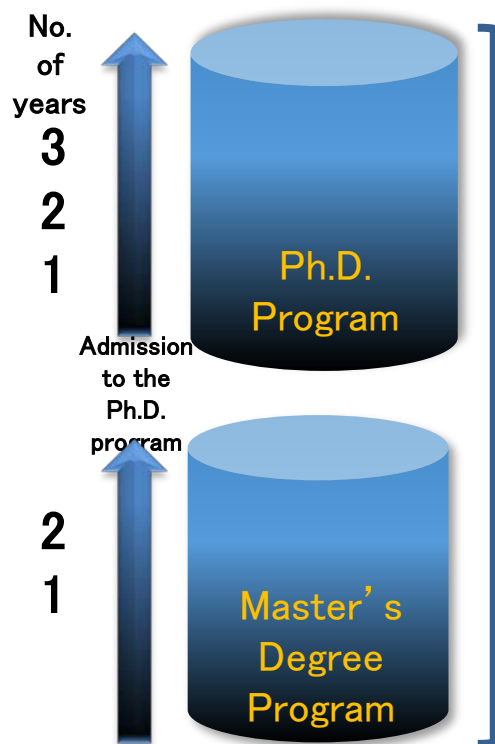 No.
of
years
3
2
1
Ph.D.
Program
Admission
to the
Ph.D.
program
2
1
Master’s
Degree
Program